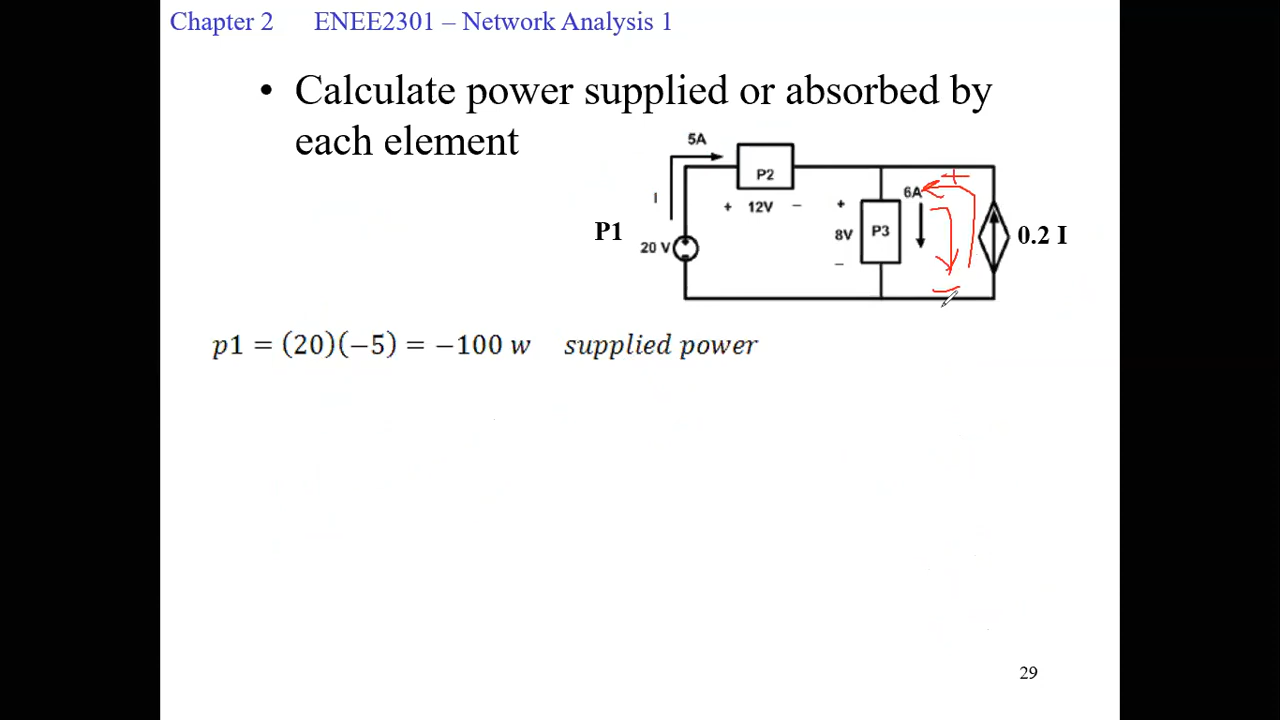 Chapter 2 ENEE2301 – Network Analysis 1
• Calculate power supplied or absorbed by
each element
5A
P2
I
+ 12V −
6A
+
+
P1
20 V
8V
P3
0.2 I
−
−
p1 = (20)(−5) = −100 w supplied power
29